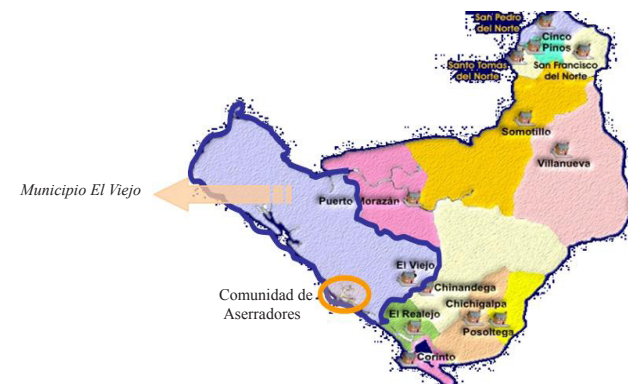 San Pedro
del Norte
Cinco
Pinos
Santo Tomás
del Norte
San Francisco
del Norte
Somotillo
Villanueva
Municipio El Viejo
Puerto Morazán
El Viejo
Comunidad de
Aserradores
Chinandega
Chichigalpa
El Realejo
Posoltega
Corinto